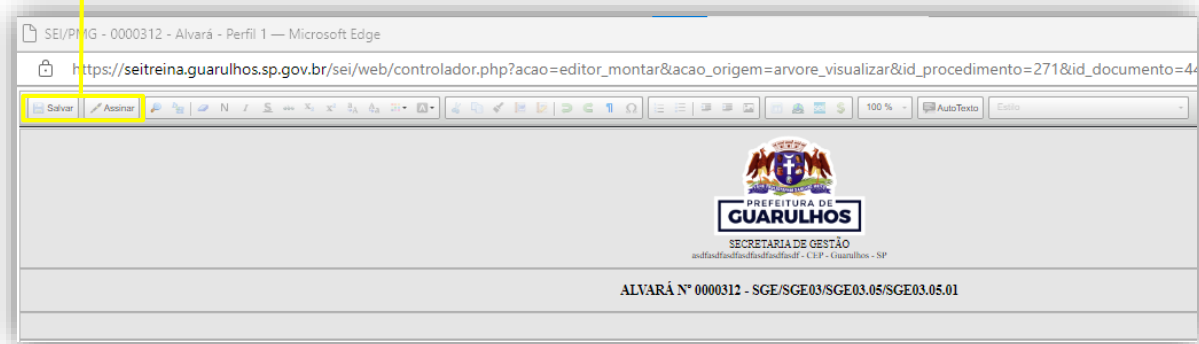 SEI/PMG - 0000312 - Alvará - Perfil 1 — Microsoft Edge
https://seitreina.guarulhos.sp.gov.br/sei/web/controlador.php?acao=editor_montar&acao_origem=arvore_visualizar&id_procedimento=271&id_documento=44
Salvar Assinar N I S 100 % AutoTexto Estilo
PREFEITURA DE
GUARULHOS
SECRETARIA DE GESTÃO
asdfasdfasdfasdfasdfasdf - CEP - Guarulhos - SP
ALVARÁ Nº 0000312 - SGE/SGE03/SGE03.05/SGE03.05.01